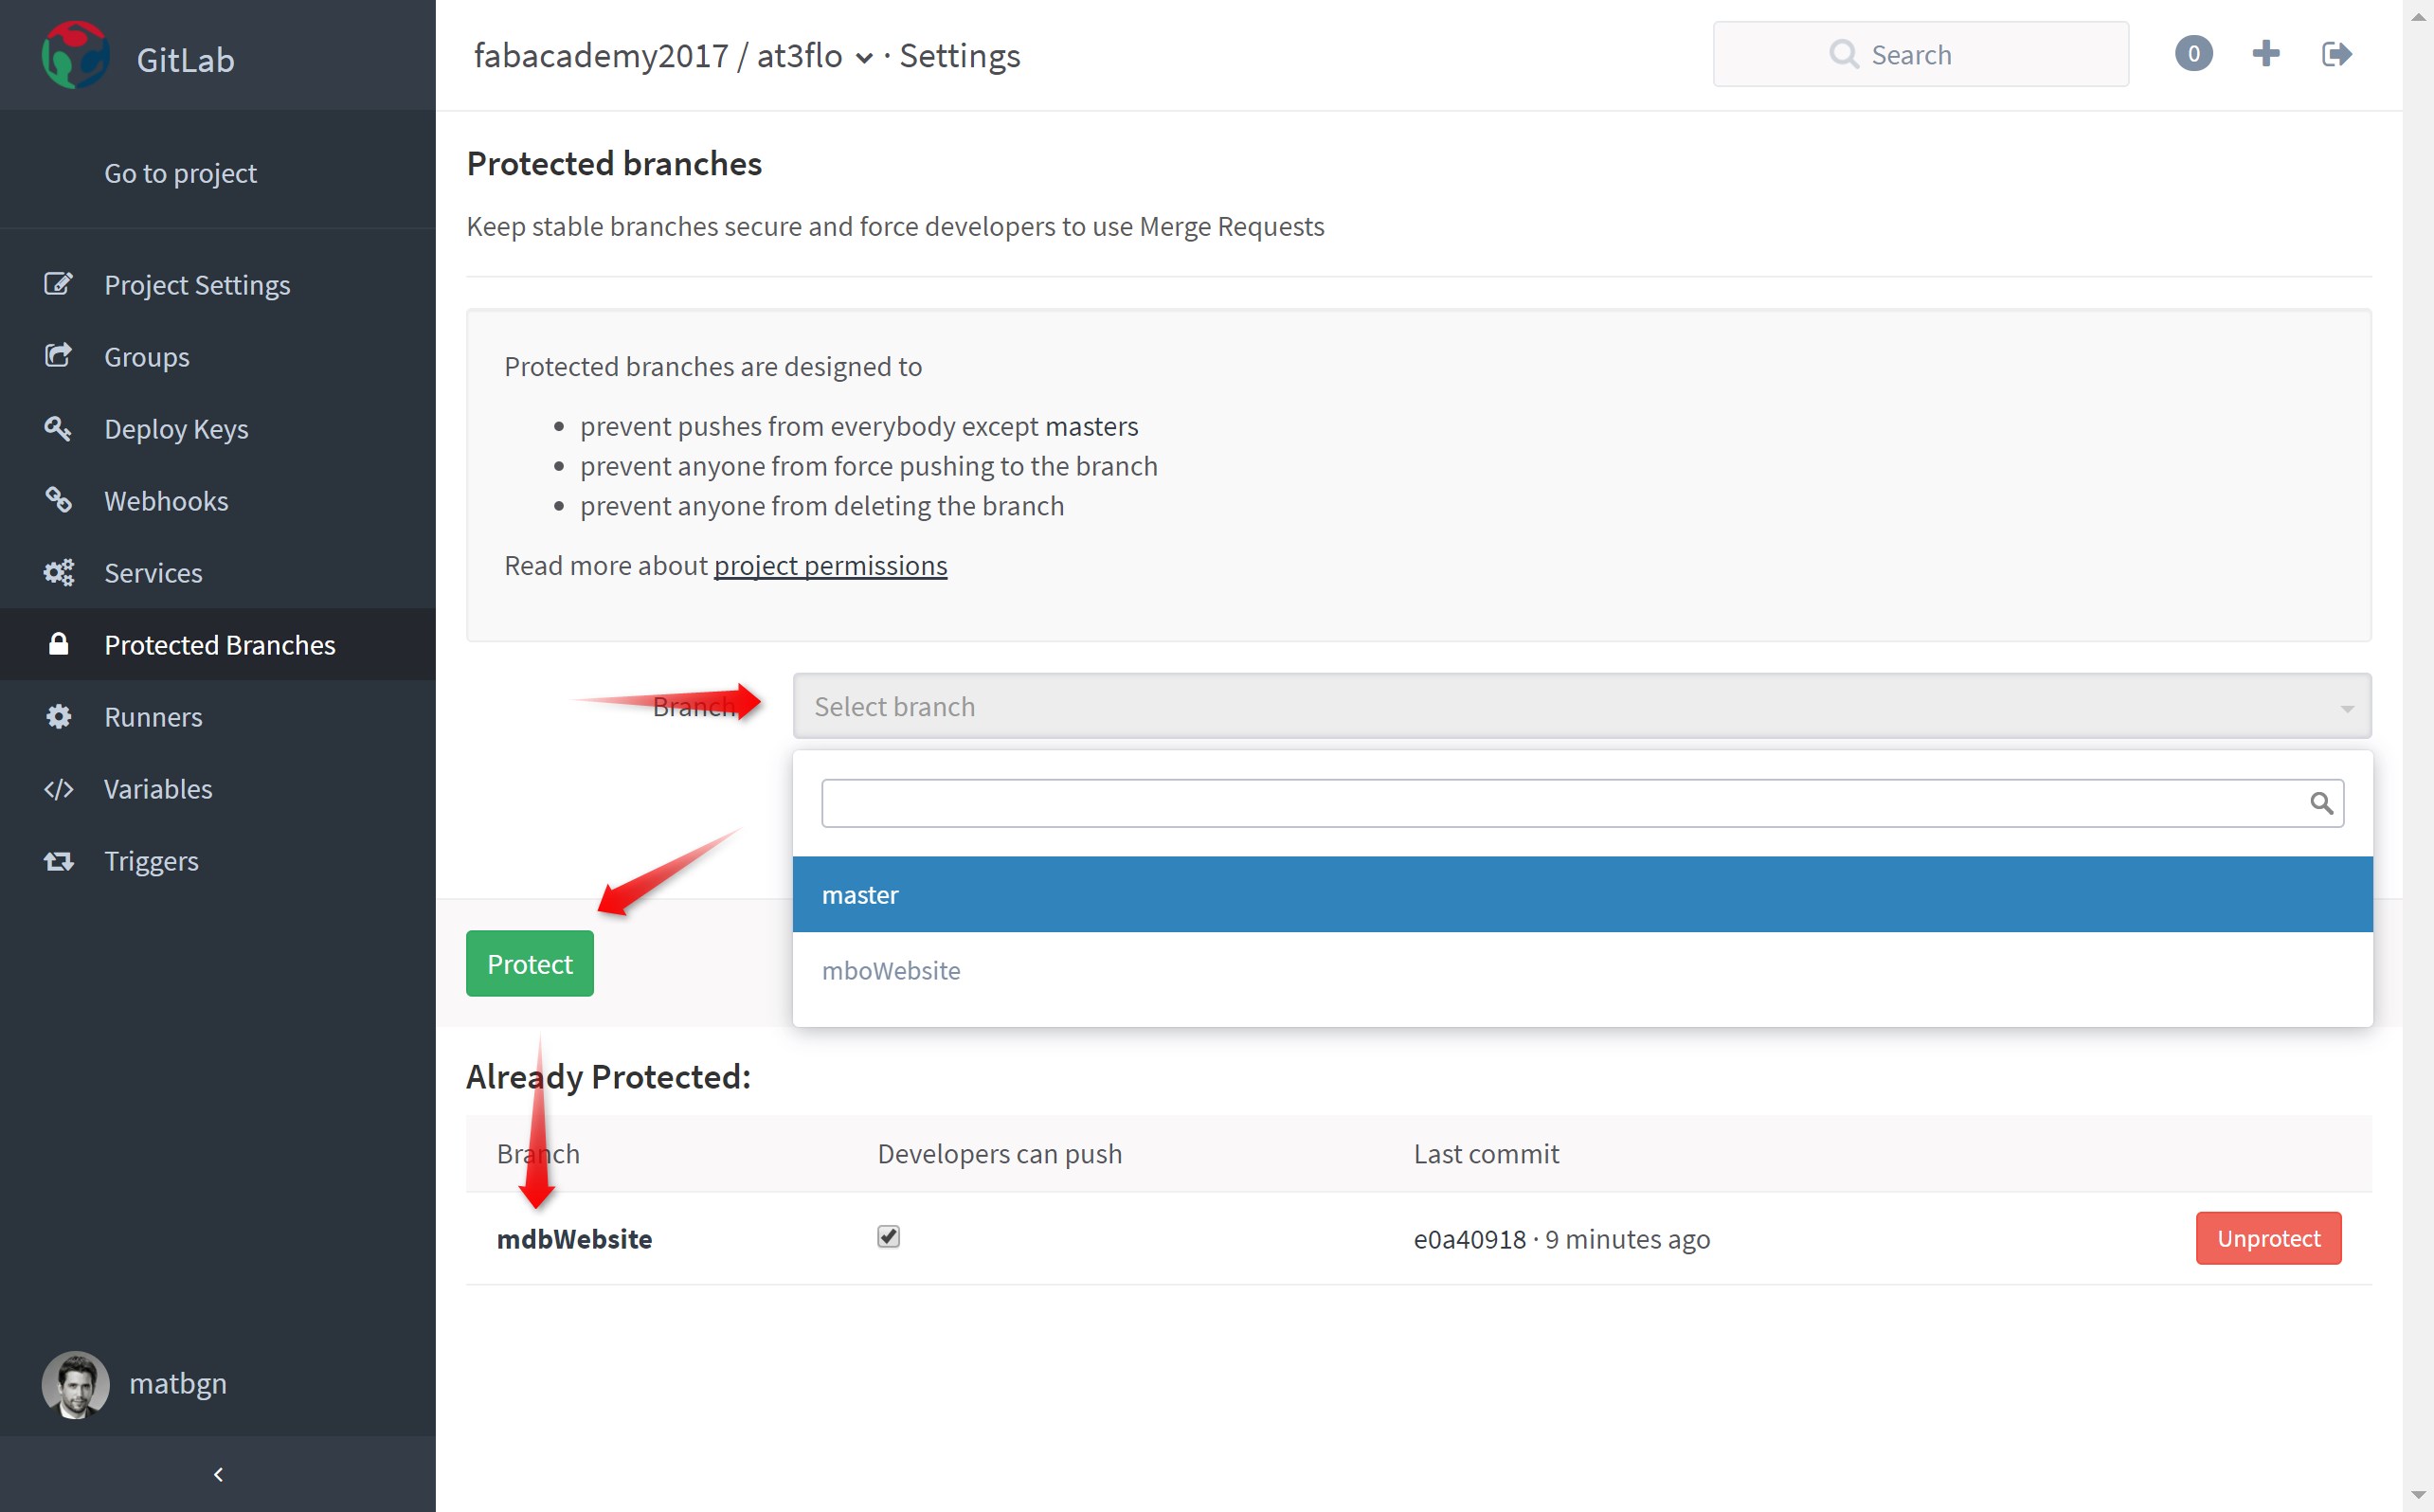 GitLab
fabacademy2017 / at3flo · Settings
Search
0
Go to project
Project Settings
Groups
Deploy Keys
Webhooks
Services
Protected Branches
Runners
Variables
Triggers
matbgn
Protected branches
Keep stable branches secure and force developers to use Merge Requests
Protected branches are designed to
prevent pushes from everybody except masters
prevent anyone from force pushing to the branch
prevent anyone from deleting the branch
Read more about project permissions
Branch
Select branch
master
mboWebsite
Protect
Already Protected:
Branch
Developers can push
Last commit
mdbWebsite
e0a40918 · 9 minutes ago
Unprotect